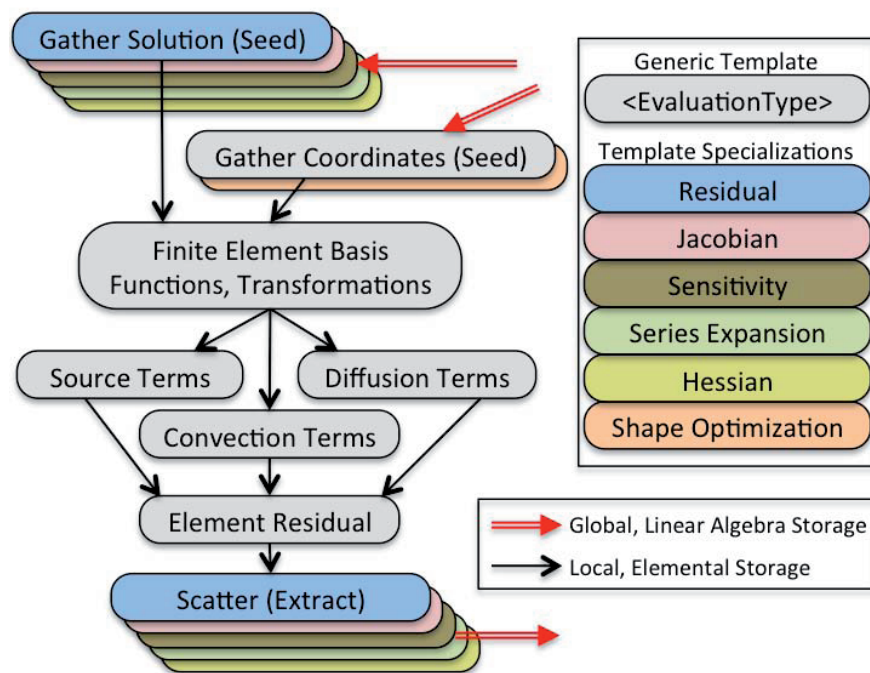 Gather Solution (Seed)
Gather Coordinates (Seed)
Finite Element Basis
Functions, Transformations
Source Terms
Diffusion Terms
Convection Terms
Element Residual
Scatter (Extract)
Generic Template
<EvaluationType>
Template Specializations
Residual
Jacobian
Sensitivity
Series Expansion
Hessian
Shape Optimization
Global, Linear Algebra Storage
Local, Elemental Storage